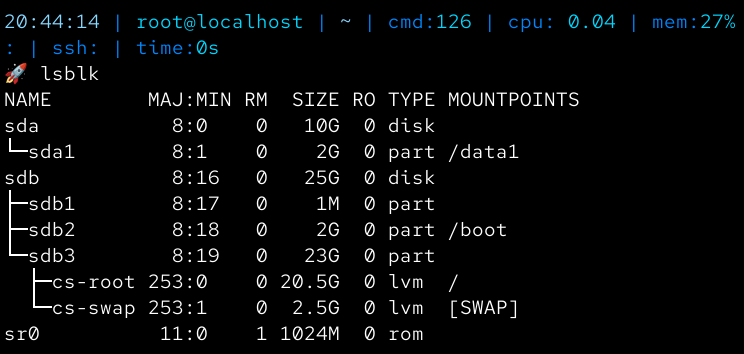 20:44:14 | root@localhost | ~ | cmd:126 | cpu: 0.04 | mem:27%
: | ssh: | time:0s
🚀 lsblk
NAME        MAJ:MIN RM  SIZE RO TYPE MOUNTPOINTS
sda           8:0    0   10G  0 disk
└─sda1        8:1    0    2G  0 part /data1
sdb           8:16   0   25G  0 disk
├─sdb1        8:17   0    1M  0 part
├─sdb2        8:18   0    2G  0 part /boot
└─sdb3        8:19   0   23G  0 part
  ├─cs-root 253:0    0 20.5G  0 lvm  /
  └─cs-swap 253:1    0  2.5G  0 lvm  [SWAP]
sr0          11:0    1 1024M  0 rom